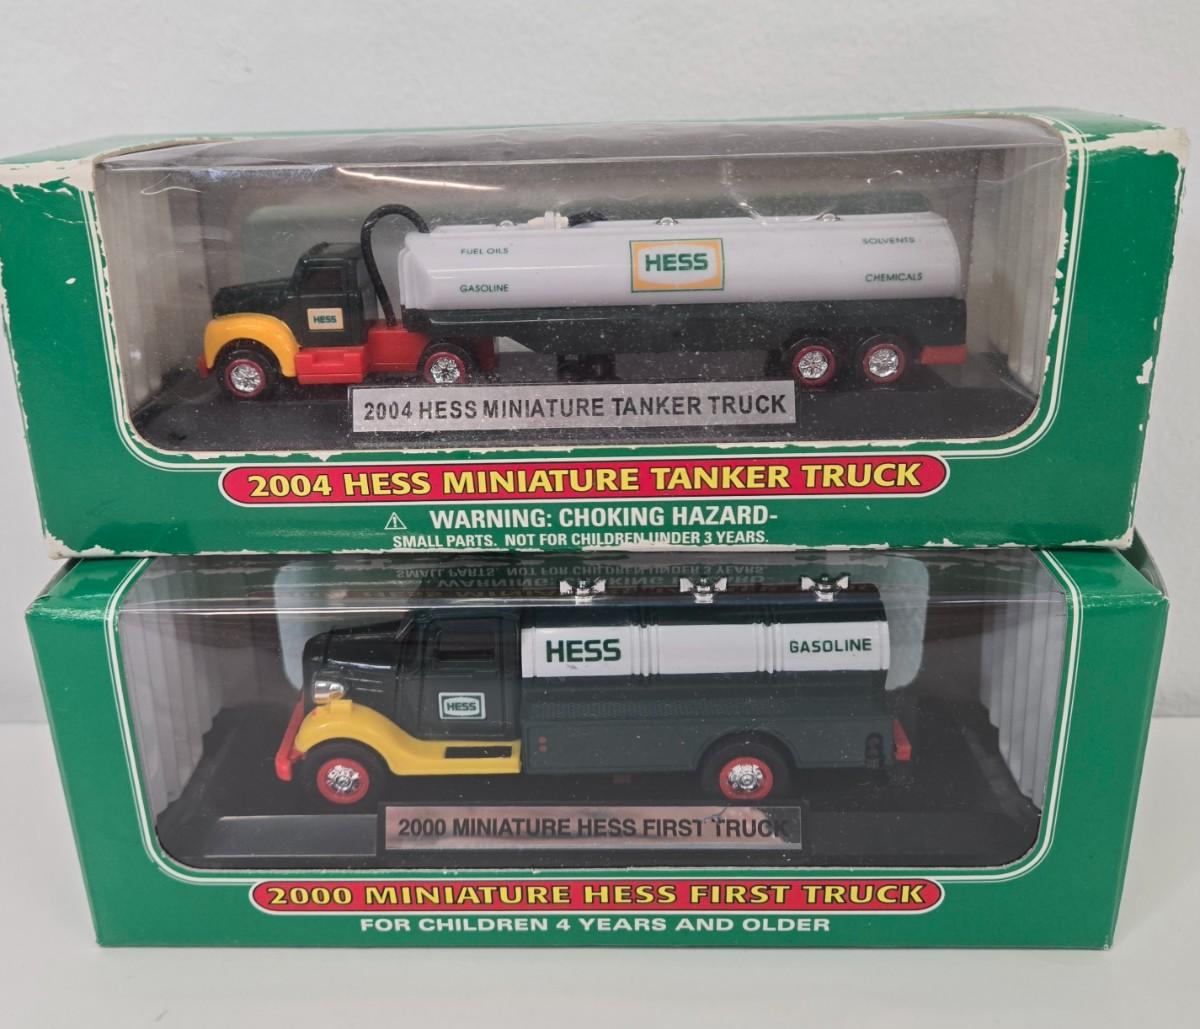 FUEL OILS
SOLVENTS
HESS
GASOLINE
CHEMICALS
HESS
2004 HESS MINIATURE TANKER TRUCK
2004 HESS MINIATURE TANKER TRUCK
⚠ WARNING: CHOKING HAZARD-
SMALL PARTS. NOT FOR CHILDREN UNDER 3 YEARS.
HESS
GASOLINE
HESS
2000 MINIATURE HESS FIRST TRUCK
2000 MINIATURE HESS FIRST TRUCK
FOR CHILDREN 4 YEARS AND OLDER